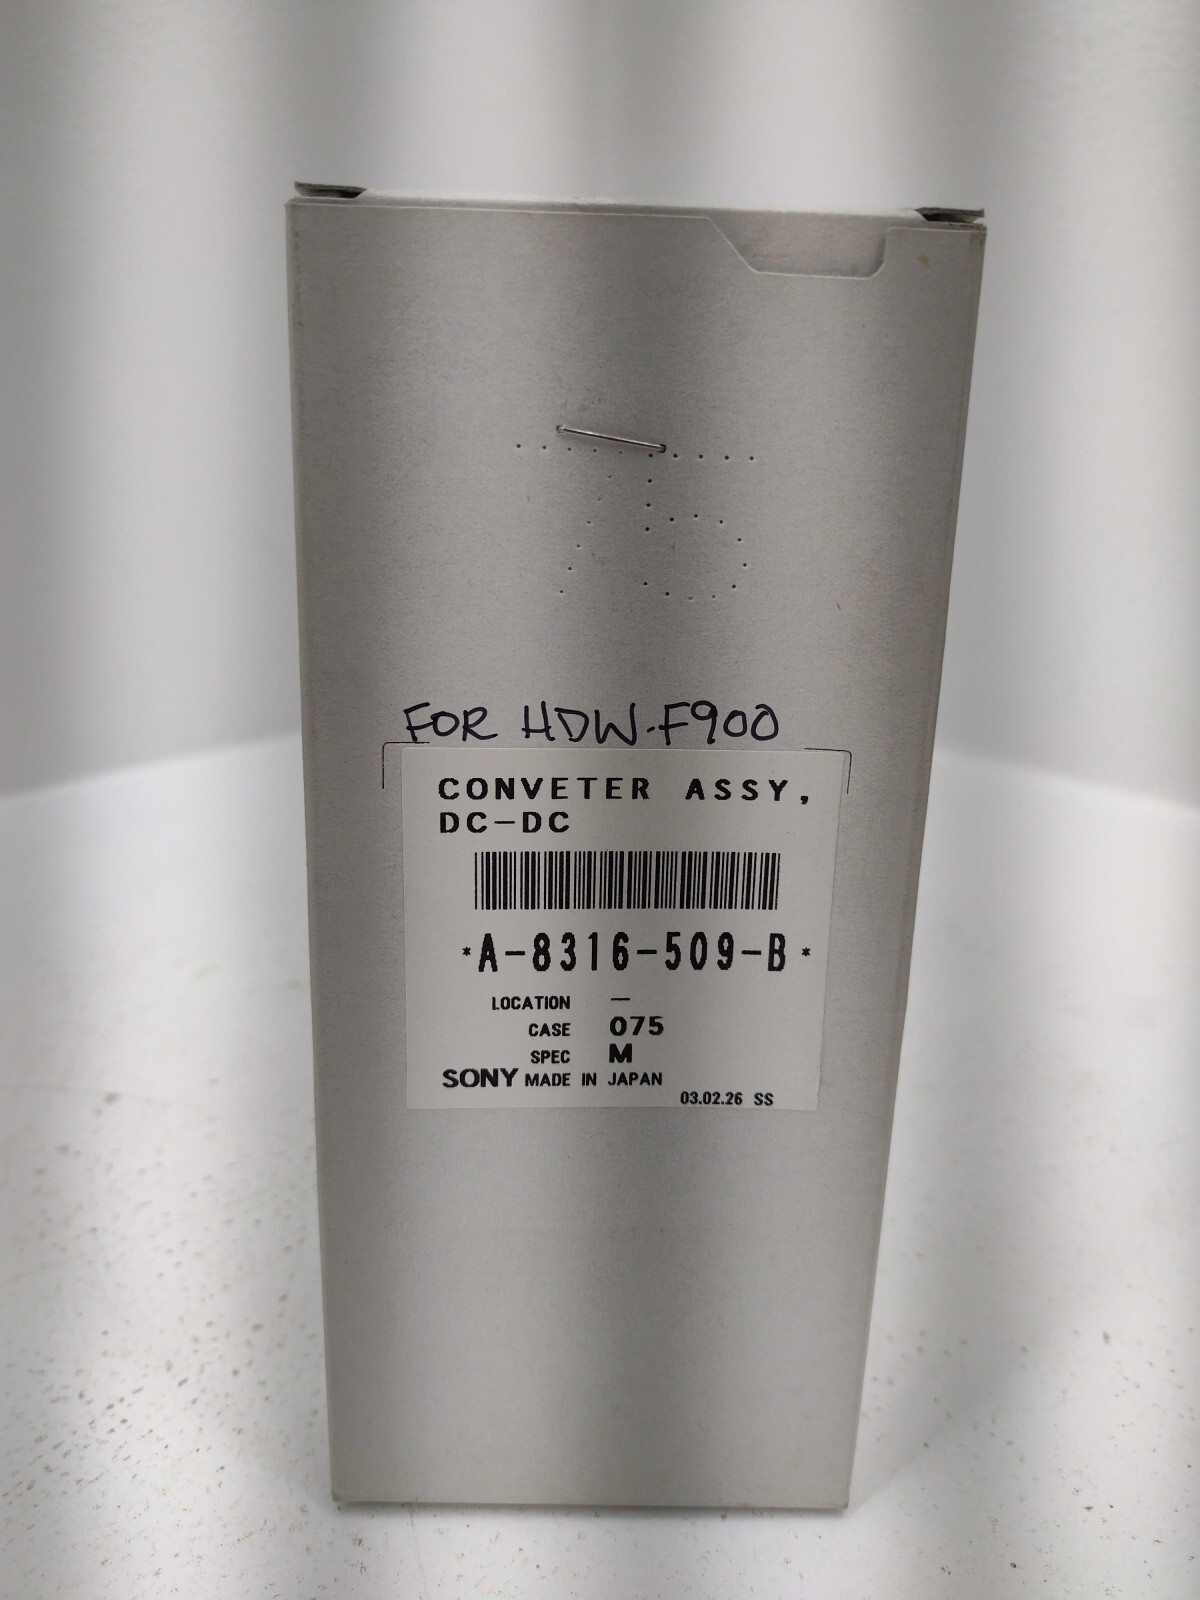 75
FOR HDW-F900
CONVETER ASSY,
DC-DC
*A-8316-509-B*
LOCATION —
CASE 075
SPEC M
SONY MADE IN JAPAN
03.02.26 SS